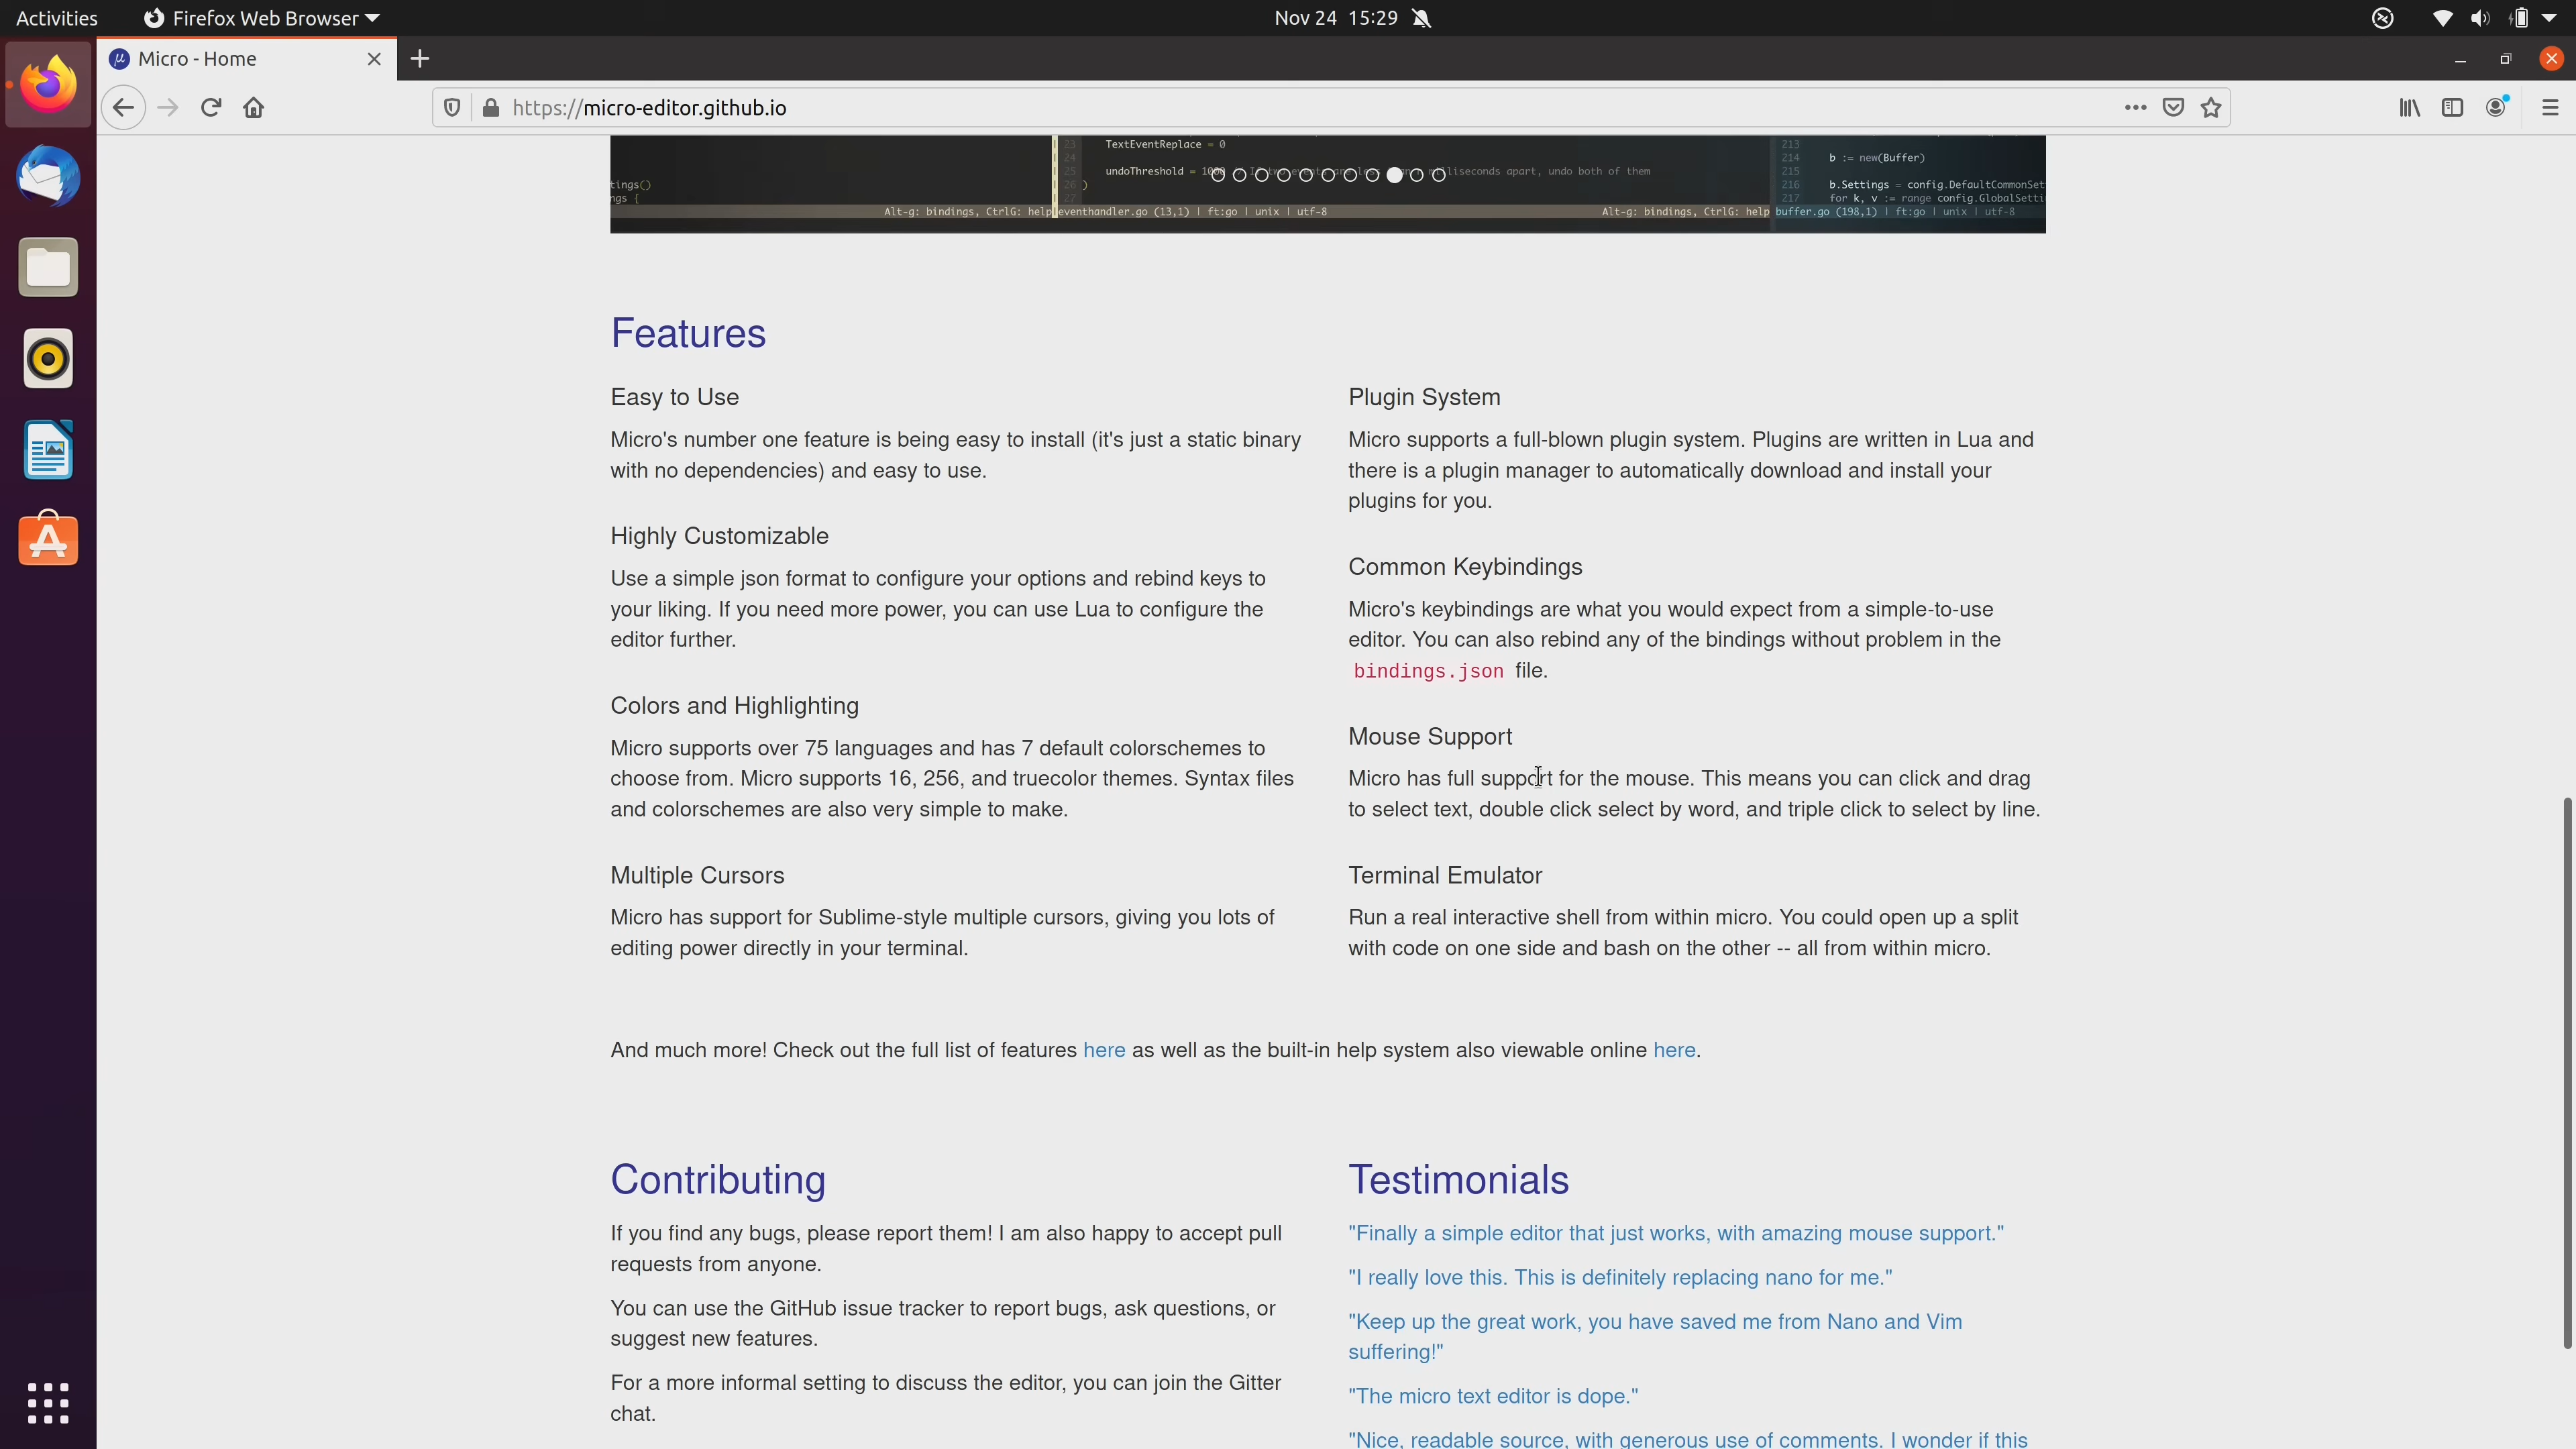 Activities
Firefox Web Browser
Nov 24 15:29
Micro - Home
https://micro-editor.github.io
23 TextEventReplace = 0
24
25 undoThreshold = 1000
26 )
27
tings()
ngs {
Alt-g: bindings, CtrlG: help
eventhandler.go (13,1) | ft:go | unix | utf-8
Alt-g: bindings, CtrlG: help
213
214 b := new(Buffer)
215
216 b.Settings = config.DefaultCommonSet
217 for k, v := range config.GlobalSetti
buffer.go (198,1) | ft:go | unix | utf-8
Features
Easy to Use
Micro's number one feature is being easy to install (it's just a static binary
with no dependencies) and easy to use.
Highly Customizable
Use a simple json format to configure your options and rebind keys to
your liking. If you need more power, you can use Lua to configure the
editor further.
Colors and Highlighting
Micro supports over 75 languages and has 7 default colorschemes to
choose from. Micro supports 16, 256, and truecolor themes. Syntax files
and colorschemes are also very simple to make.
Multiple Cursors
Micro has support for Sublime-style multiple cursors, giving you lots of
editing power directly in your terminal.
Plugin System
Micro supports a full-blown plugin system. Plugins are written in Lua and
there is a plugin manager to automatically download and install your
plugins for you.
Common Keybindings
Micro's keybindings are what you would expect from a simple-to-use
editor. You can also rebind any of the bindings without problem in the
bindings.json file.
Mouse Support
Micro has full support for the mouse. This means you can click and drag
to select text, double click select by word, and triple click to select by line.
Terminal Emulator
Run a real interactive shell from within micro. You could open up a split
with code on one side and bash on the other -- all from within micro.
And much more! Check out the full list of features here as well as the built-in help system also viewable online here.
Contributing
If you find any bugs, please report them! I am also happy to accept pull
requests from anyone.
You can use the GitHub issue tracker to report bugs, ask questions, or
suggest new features.
For a more informal setting to discuss the editor, you can join the Gitter
chat.
Testimonials
"Finally a simple editor that just works, with amazing mouse support."
"I really love this. This is definitely replacing nano for me."
"Keep up the great work, you have saved me from Nano and Vim
suffering!"
"The micro text editor is dope."
"Nice, readable source, with generous use of comments. I wonder if this